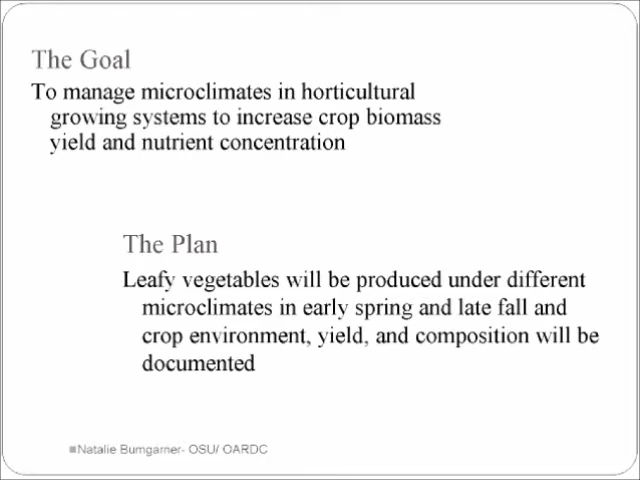 The Goal
To manage microclimates in horticultural
growing systems to increase crop biomass
yield and nutrient concentration
The Plan
Leafy vegetables will be produced under different
microclimates in early spring and late fall and
crop environment, yield, and composition will be
documented
Natalie Bumgarner- OSU/ OARDC